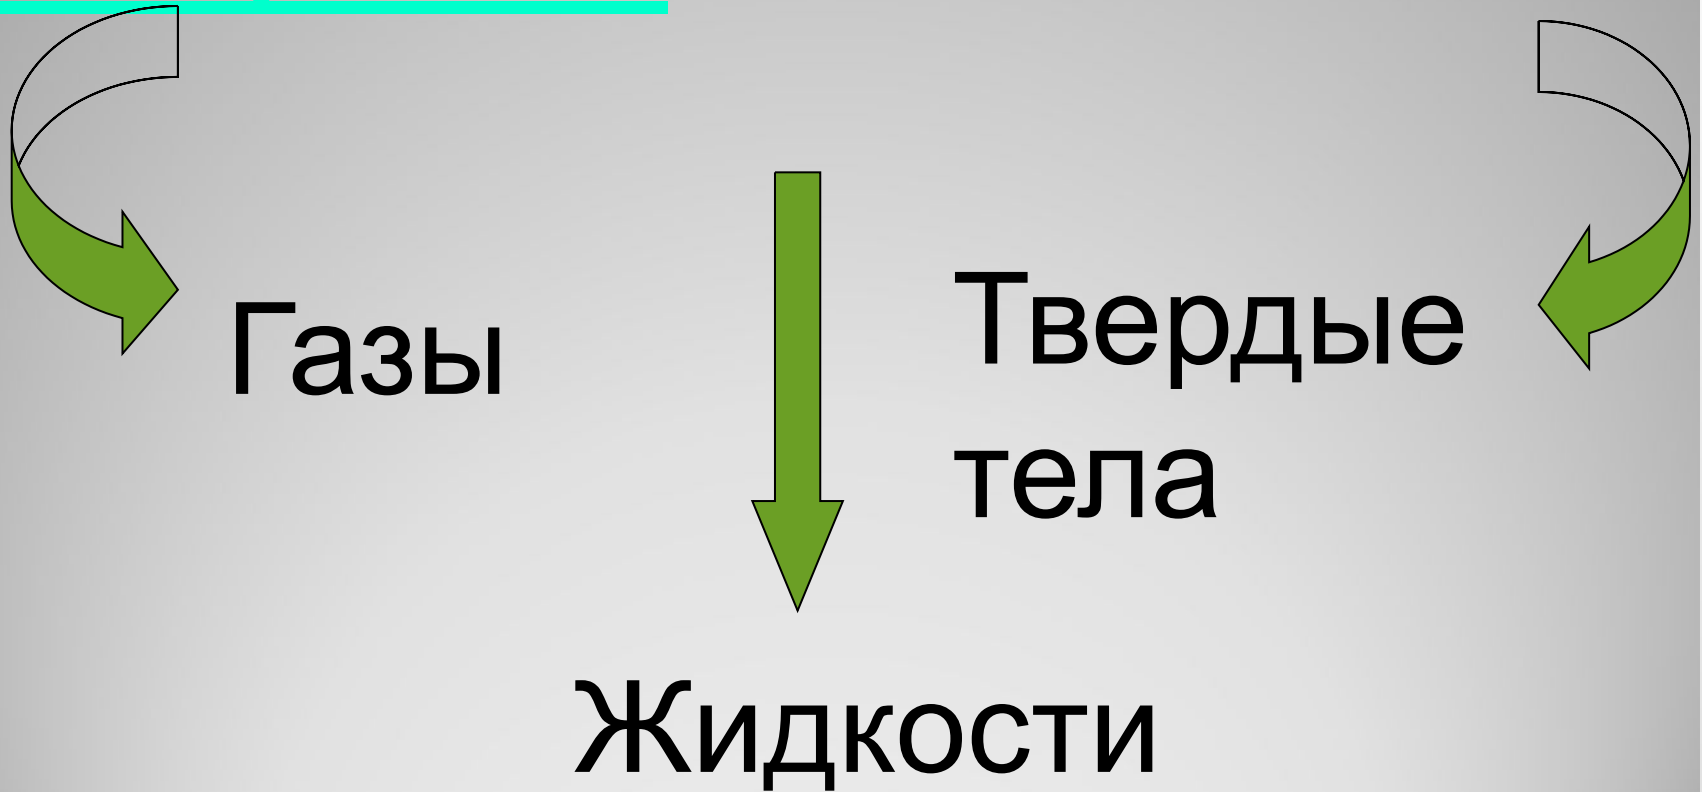 Газы
Твердые
тела
Жидкости